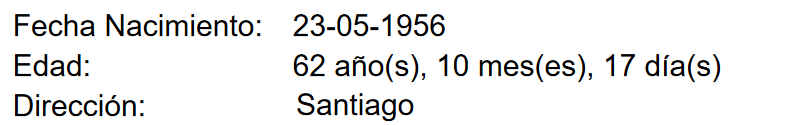 Fecha Nacimiento: 23-05-1956
Edad: 62 año(s), 10 mes(es), 17 día(s)
Dirección: Santiago